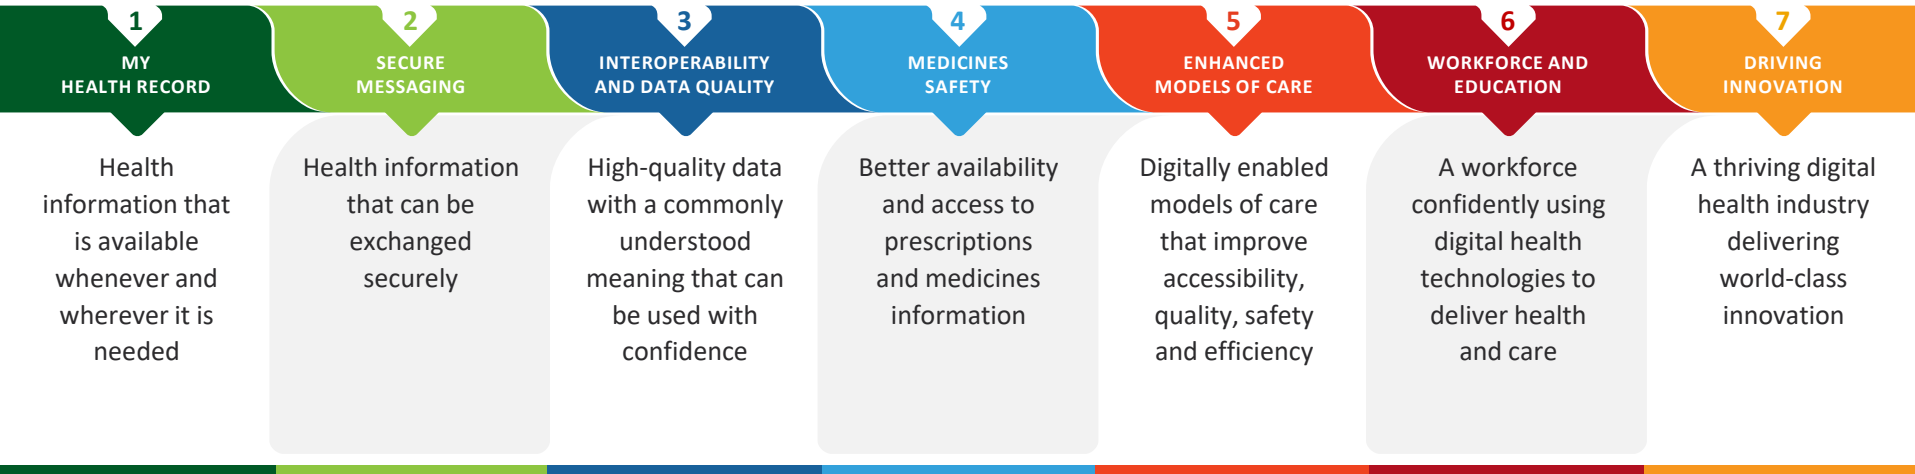 1
MY
HEALTH RECORD
Health
information that
is available
whenever and
wherever it is
needed
2
SECURE
MESSAGING
Health information
that can be
exchanged
securely
3
INTEROPERABILITY
AND DATA QUALITY
High-quality data
with a commonly
understood
meaning that can
be used with
confidence
4
MEDICINES
SAFETY
Better availability
and access to
prescriptions
and medicines
information
5
ENHANCED
MODELS OF CARE
Digitally enabled
models of care
that improve
accessibility,
quality, safety
and efficiency
6
WORKFORCE AND
EDUCATION
A workforce
confidently using
digital health
technologies to
deliver health
and care
7
DRIVING
INNOVATION
A thriving digital
health industry
delivering
world-class
innovation